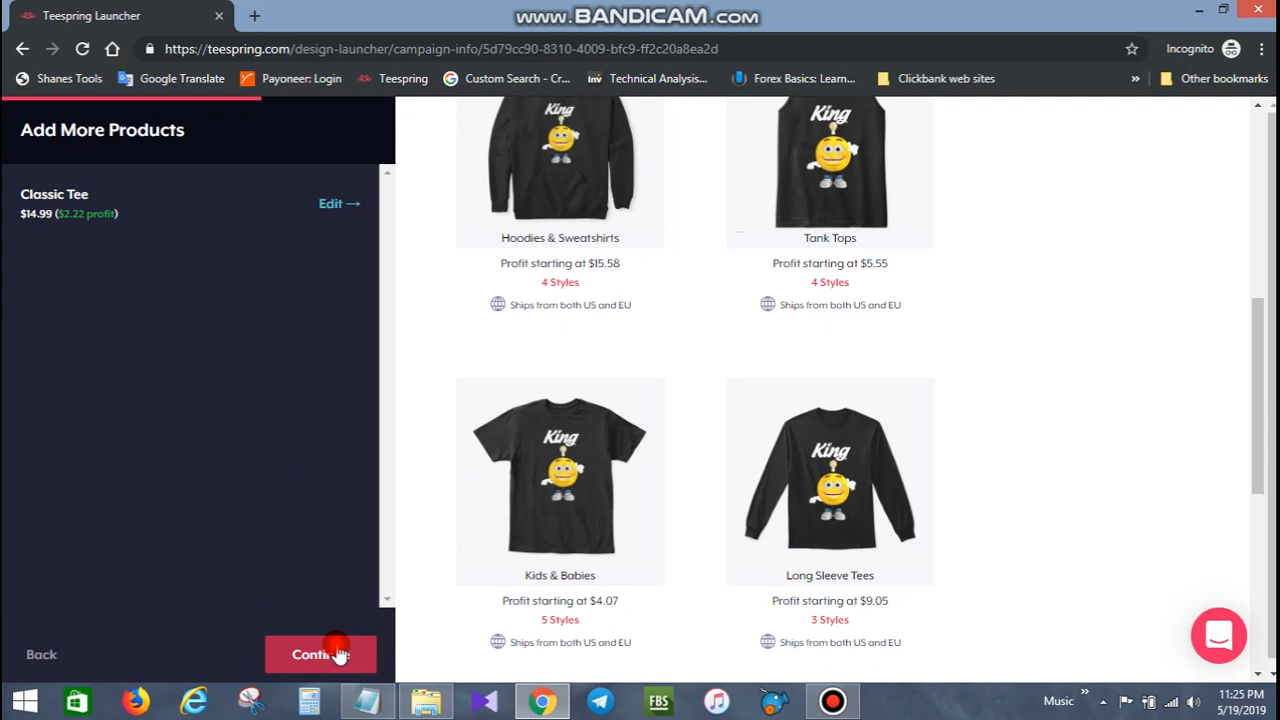 Teespring Launcher
www.BANDICAM.com
https://teespring.com/design-launcher/campaign-info/5d79cc90-8310-4009-bfc9-ff2c20a8ea2d
Incognito
Shanes Tools
Google Translate
Payoneer: Login
Teespring
Custom Search - Cr...
Technical Analysis...
Forex Basics: Learn...
Clickbank web sites
»
Other bookmarks
Add More Products
Classic Tee
$14.99 ($2.22 profit)
Edit →
King
King
Hoodies & Sweatshirts
Tank Tops
Profit starting at $15.58
Profit starting at $5.55
4 Styles
4 Styles
Ships from both US and EU
Ships from both US and EU
King
King
Kids & Babies
Long Sleeve Tees
Profit starting at $4.07
Profit starting at $9.05
5 Styles
3 Styles
Ships from both US and EU
Ships from both US and EU
Back
FBS
Music
11:25 PM
5/19/2019